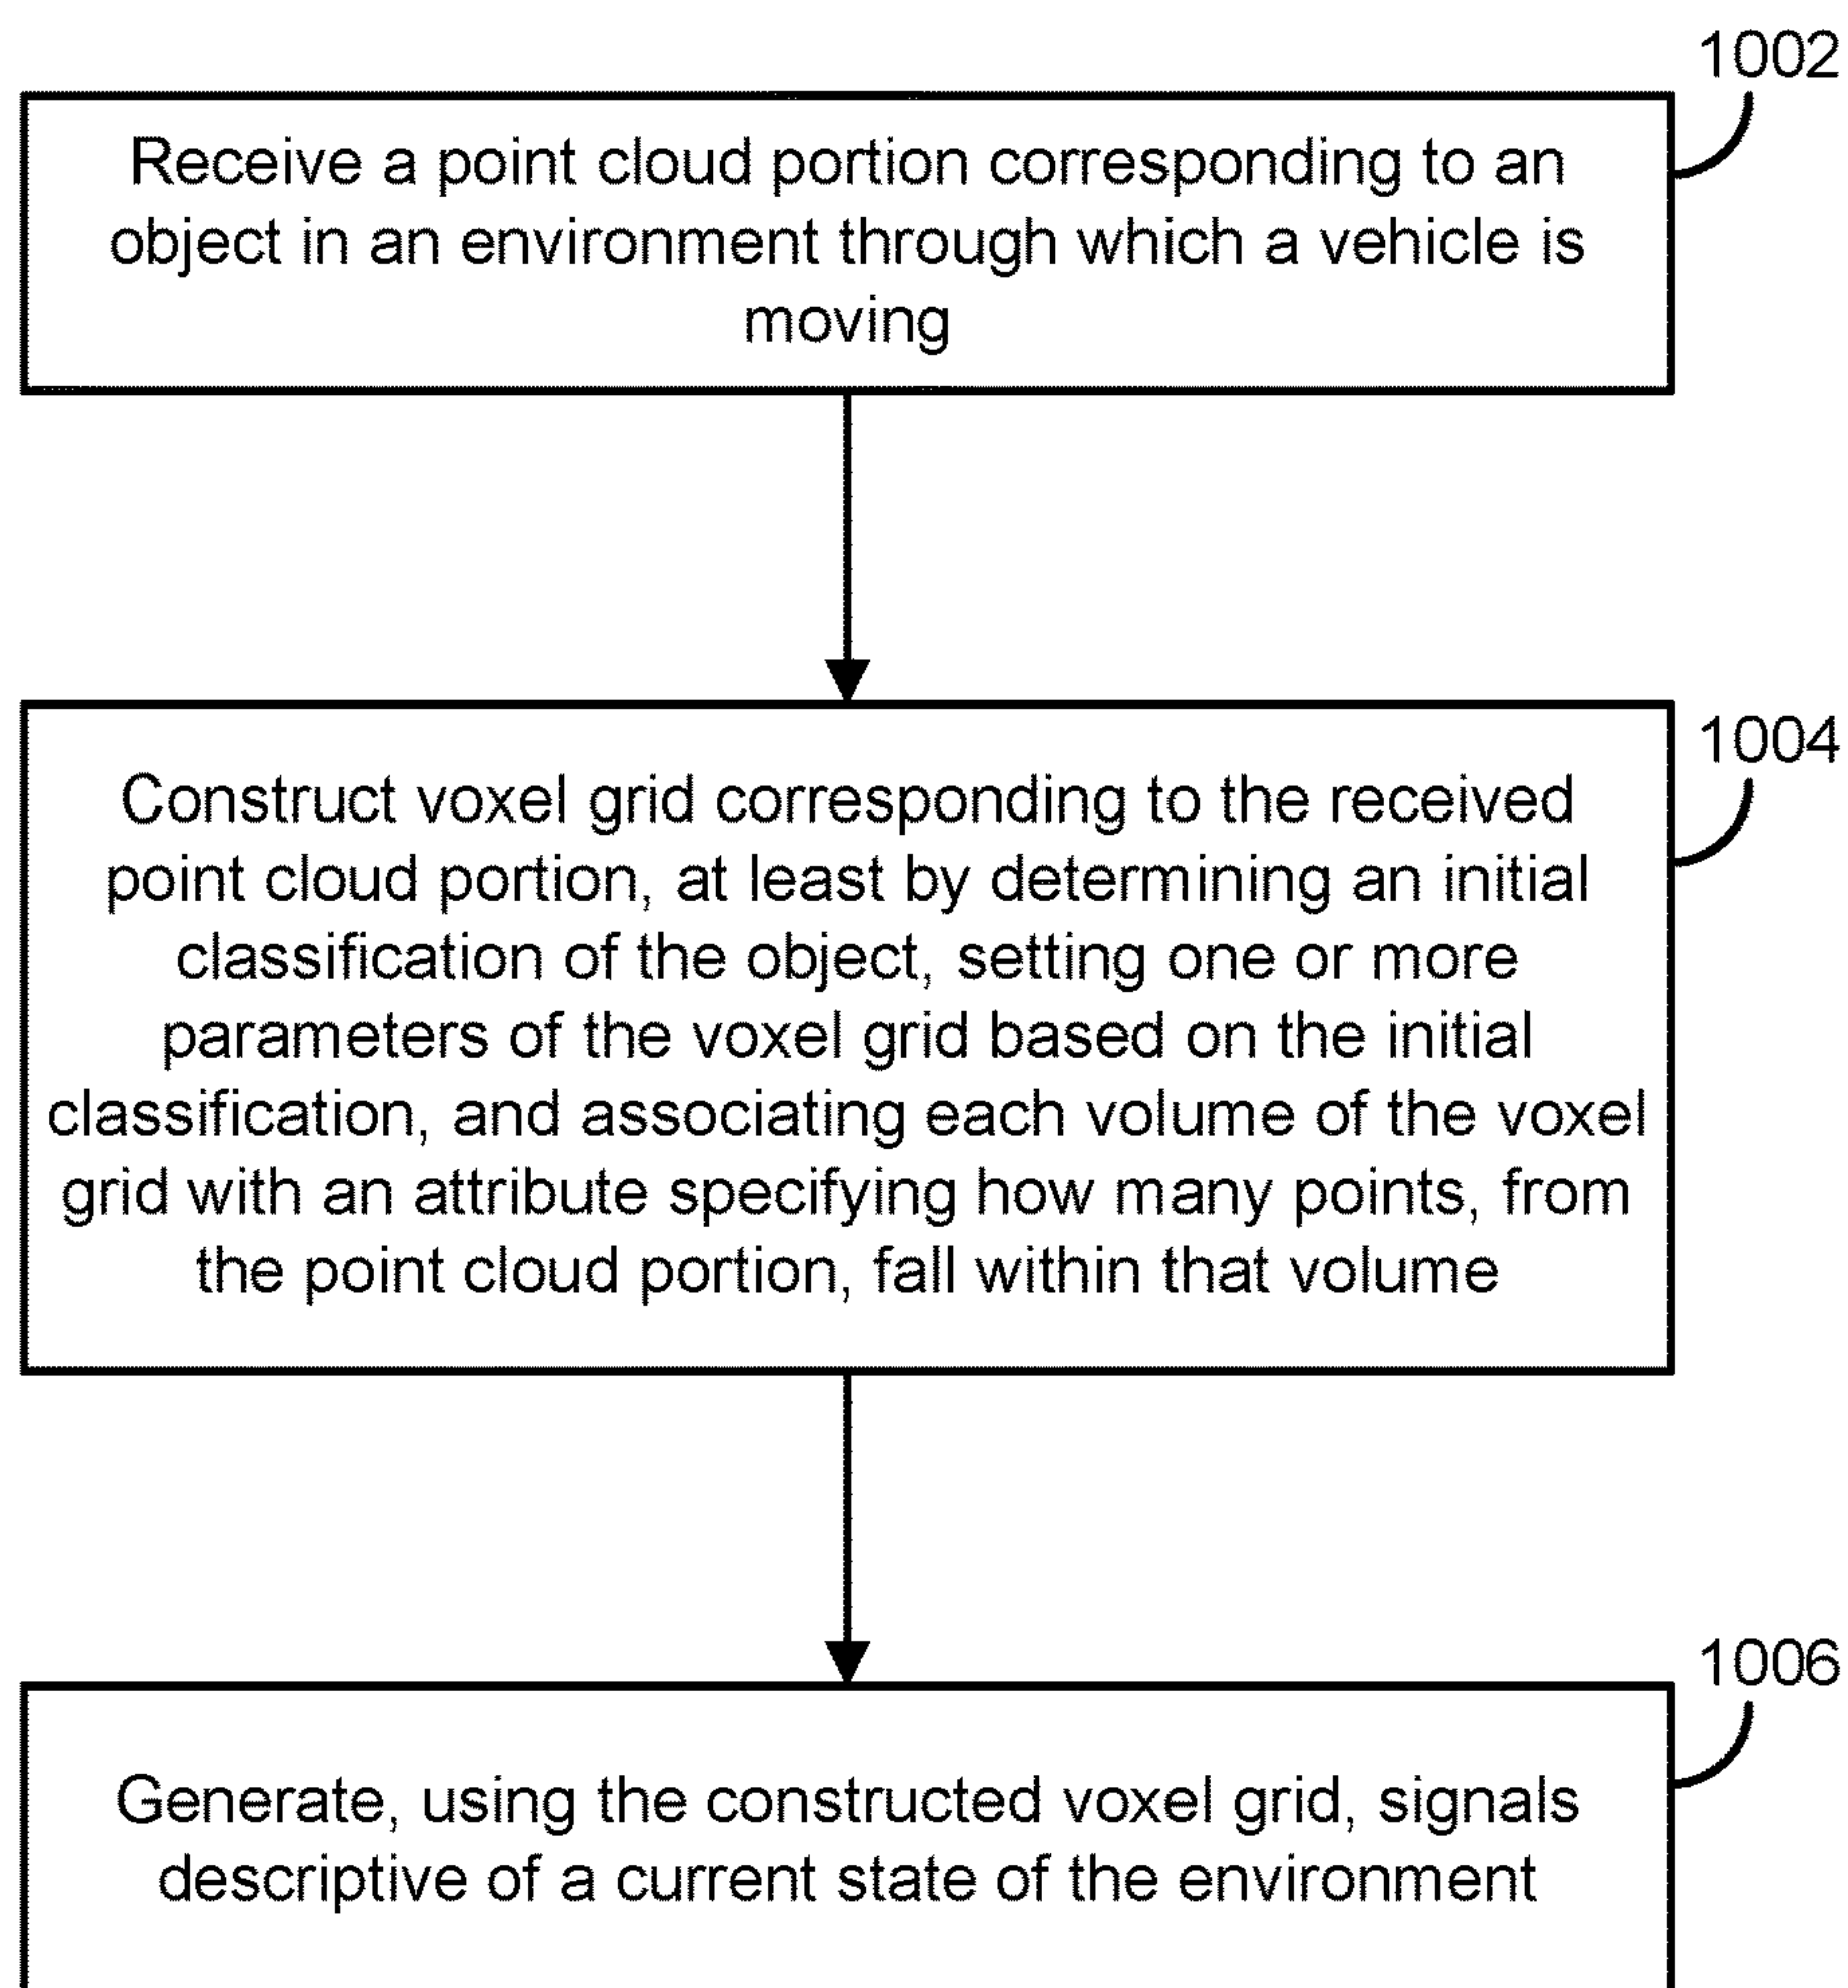 1002
Receive a point cloud portion corresponding to an
object in an environment through which a vehicle is
moving
1004
Construct voxel grid corresponding to the received
point cloud portion, at least by determining an initial
classification of the object, setting one or more
parameters of the voxel grid based on the initial
classification, and associating each volume of the voxel
grid with an attribute specifying how many points, from
the point cloud portion, fall within that volume
1006
Generate, using the constructed voxel grid, signals
descriptive of a current state of the environment